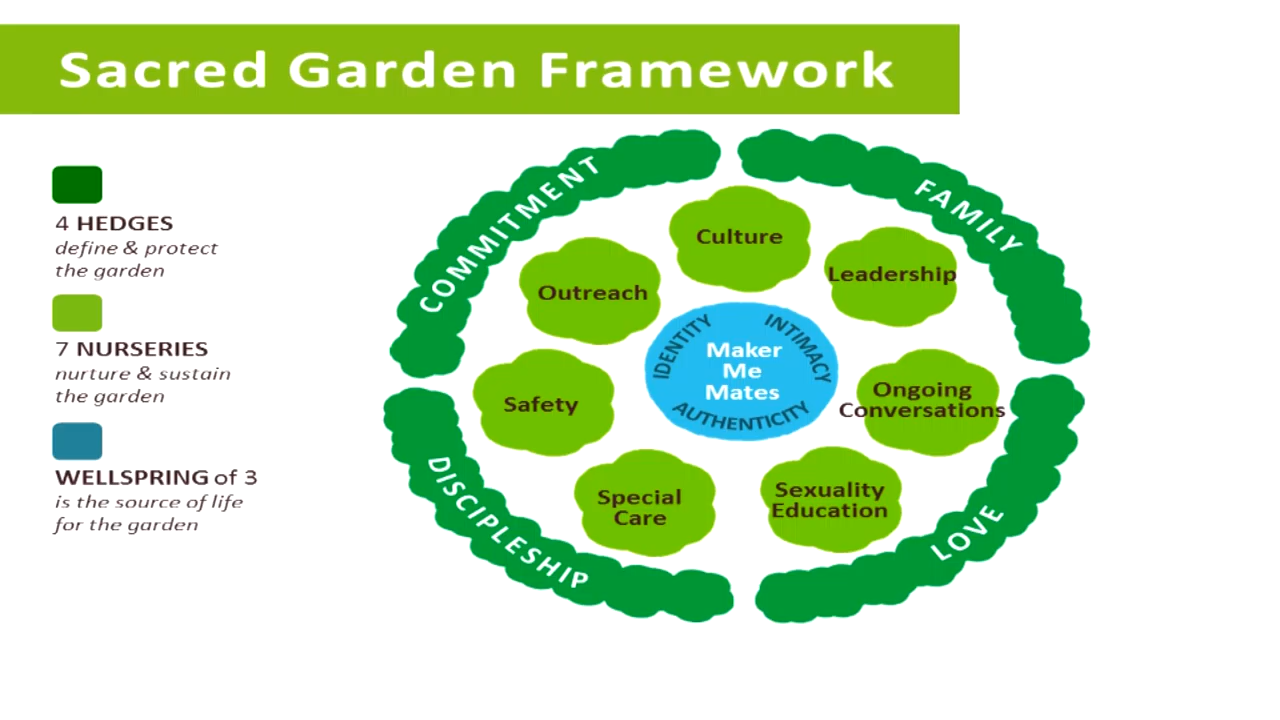 Sacred Garden Framework
4 HEDGES
define & protect
the garden
7 NURSERIES
nurture & sustain
the garden
WELLSPRING of 3
is the source of life
for the garden
COMMITMENT
FAMILY
DISCIPLESHIP
LOVE
Culture
Leadership
Outreach
Safety
Ongoing
Conversations
Special
Care
Sexuality
Education
IDENTITY
INTIMACY
AUTHENTICITY
Maker
Me
Mates